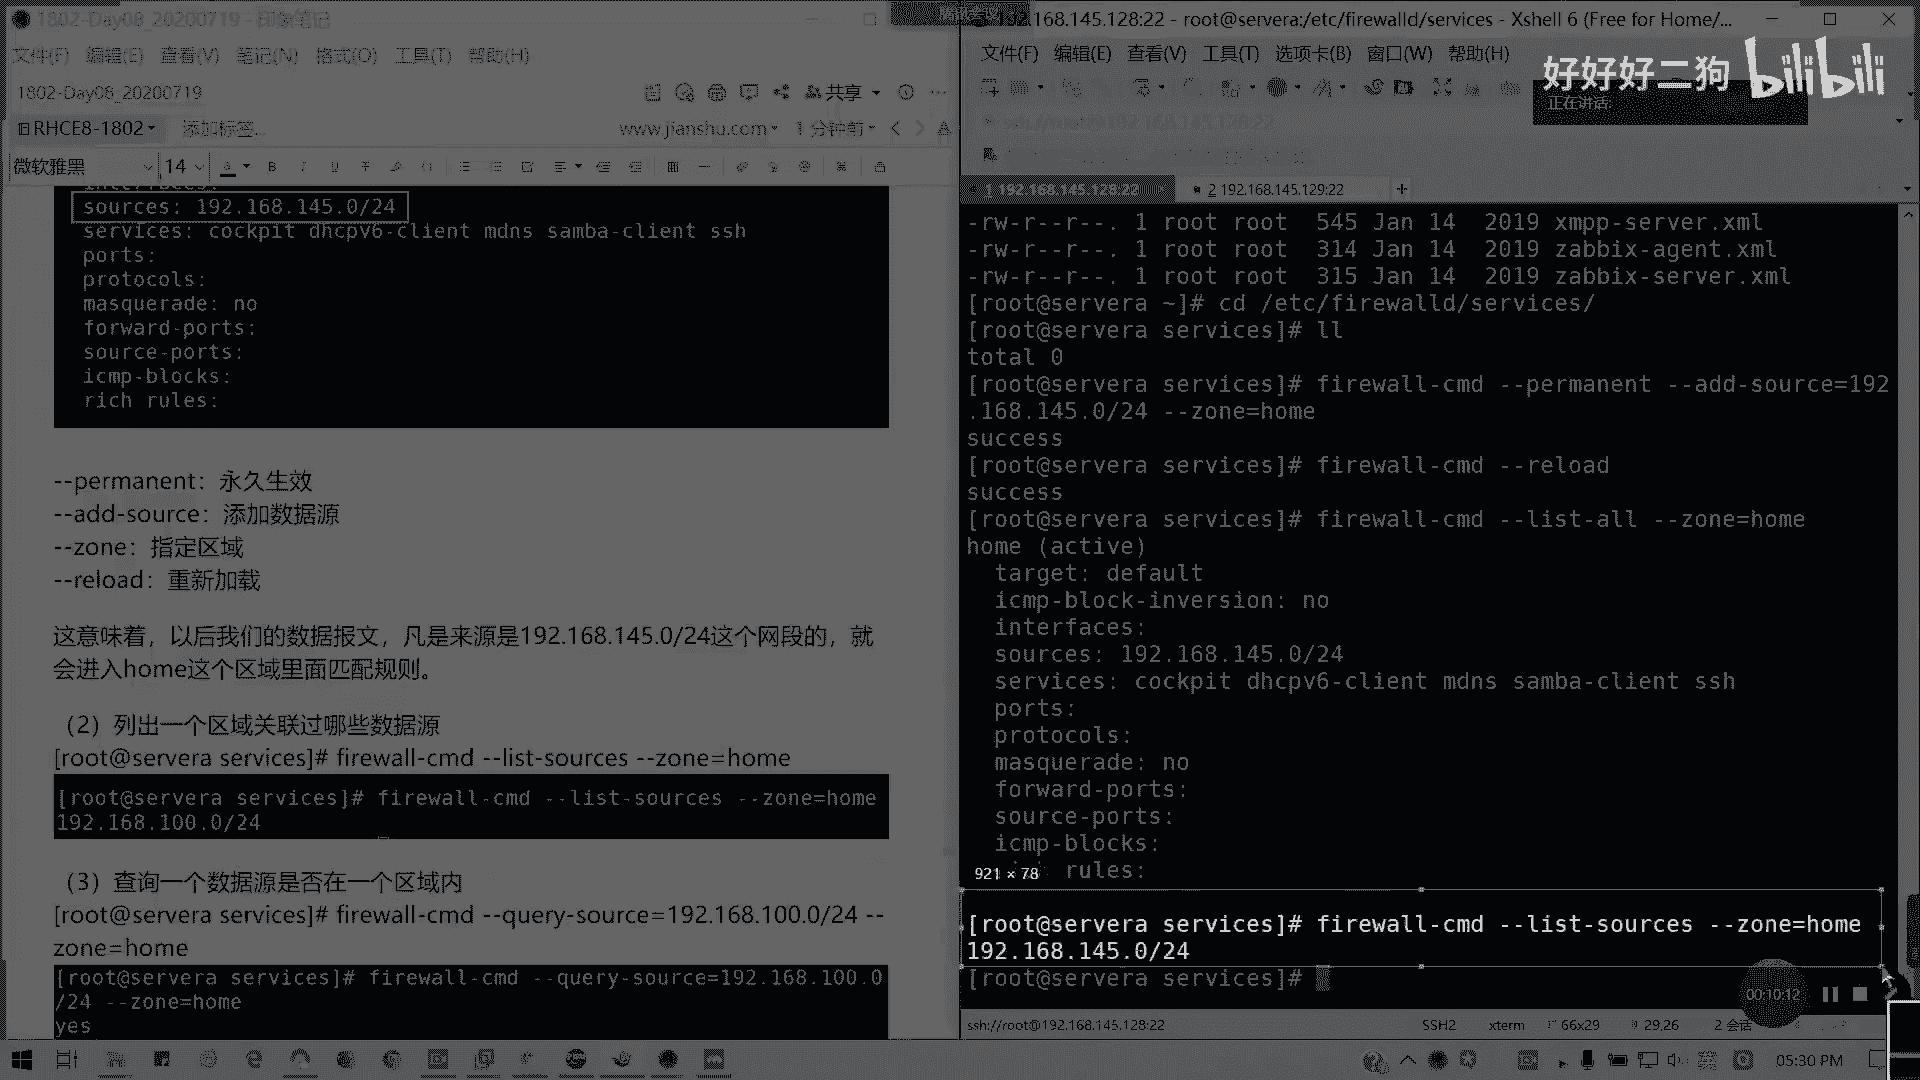 1802-Day08_20200719 - 印象笔记
文件(F) 编辑(E) 查看(V) 笔记(N) 格式(O) 工具(T) 帮助(H)
1802-Day08_20200719
共享
RHCE8-1802
添加标签...
www.jianshu.com
1 分钟前
微软雅黑
14
sources: 192.168.145.0/24
services: cockpit dhcpv6-client mdns samba-client ssh
ports:
protocols:
masquerade: no
forward-ports:
source-ports:
icmp-blocks:
rich rules:
--permanent：永久生效
--add-source：添加数据源
--zone：指定区域
--reload：重新加载
这意味着，以后我们的数据报文，凡是来源是192.168.145.0/24这个网段的，就
会进入home这个区域里面匹配规则。
（2）列出一个区域关联过哪些数据源
[root@servera services]# firewall-cmd --list-sources --zone=home
[root@servera services]# firewall-cmd --list-sources --zone=home
192.168.100.0/24
（3）查询一个数据源是否在一个区域内
[root@servera services]# firewall-cmd --query-source=192.168.100.0/24 --
zone=home
[root@servera services]# firewall-cmd --query-source=192.168.100.0
/24 --zone=home
yes
192.168.145.128:22 - root@servera:/etc/firewalld/services - Xshell 6 (Free for Home/...
文件(F) 编辑(E) 查看(V) 工具(T) 选项卡(B) 窗口(W) 帮助(H)
好好好二狗 bilibili
正在讲话:
ssh://root@192.168.145.128:22
1 192.168.145.128:22
2 192.168.145.129:22
-rw-r--r--. 1 root root  545 Jan 14  2019 xmpp-server.xml
-rw-r--r--. 1 root root  314 Jan 14  2019 zabbix-agent.xml
-rw-r--r--. 1 root root  315 Jan 14  2019 zabbix-server.xml
[root@servera ~]# cd /etc/firewalld/services/
[root@servera services]# ll
total 0
[root@servera services]# firewall-cmd --permanent --add-source=192
.168.145.0/24 --zone=home
success
[root@servera services]# firewall-cmd --reload
success
[root@servera services]# firewall-cmd --list-all --zone=home
home (active)
target: default
icmp-block-inversion: no
interfaces:
sources: 192.168.145.0/24
services: cockpit dhcpv6-client mdns samba-client ssh
ports:
protocols:
masquerade: no
forward-ports:
source-ports:
icmp-blocks:
921 × 78 rules:
[root@servera services]# firewall-cmd --list-sources --zone=home
192.168.145.0/24
[root@servera services]#
00:10:12
ssh://root@192.168.145.128:22
SSH2
xterm
66x29
29,26
2 会话
05:30 PM